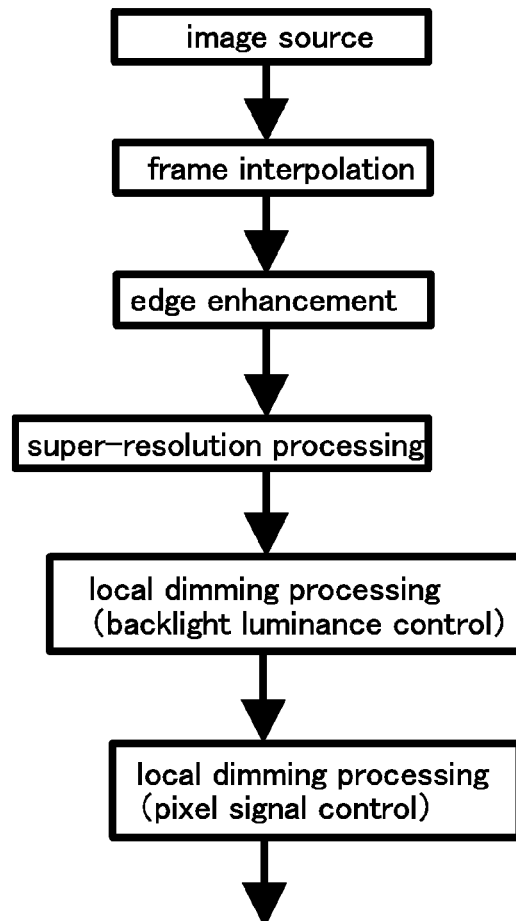 image source
frame interpolation
edge enhancement
super-resolution processing
local dimming processing
(backlight luminance control)
local dimming processing
(pixel signal control)